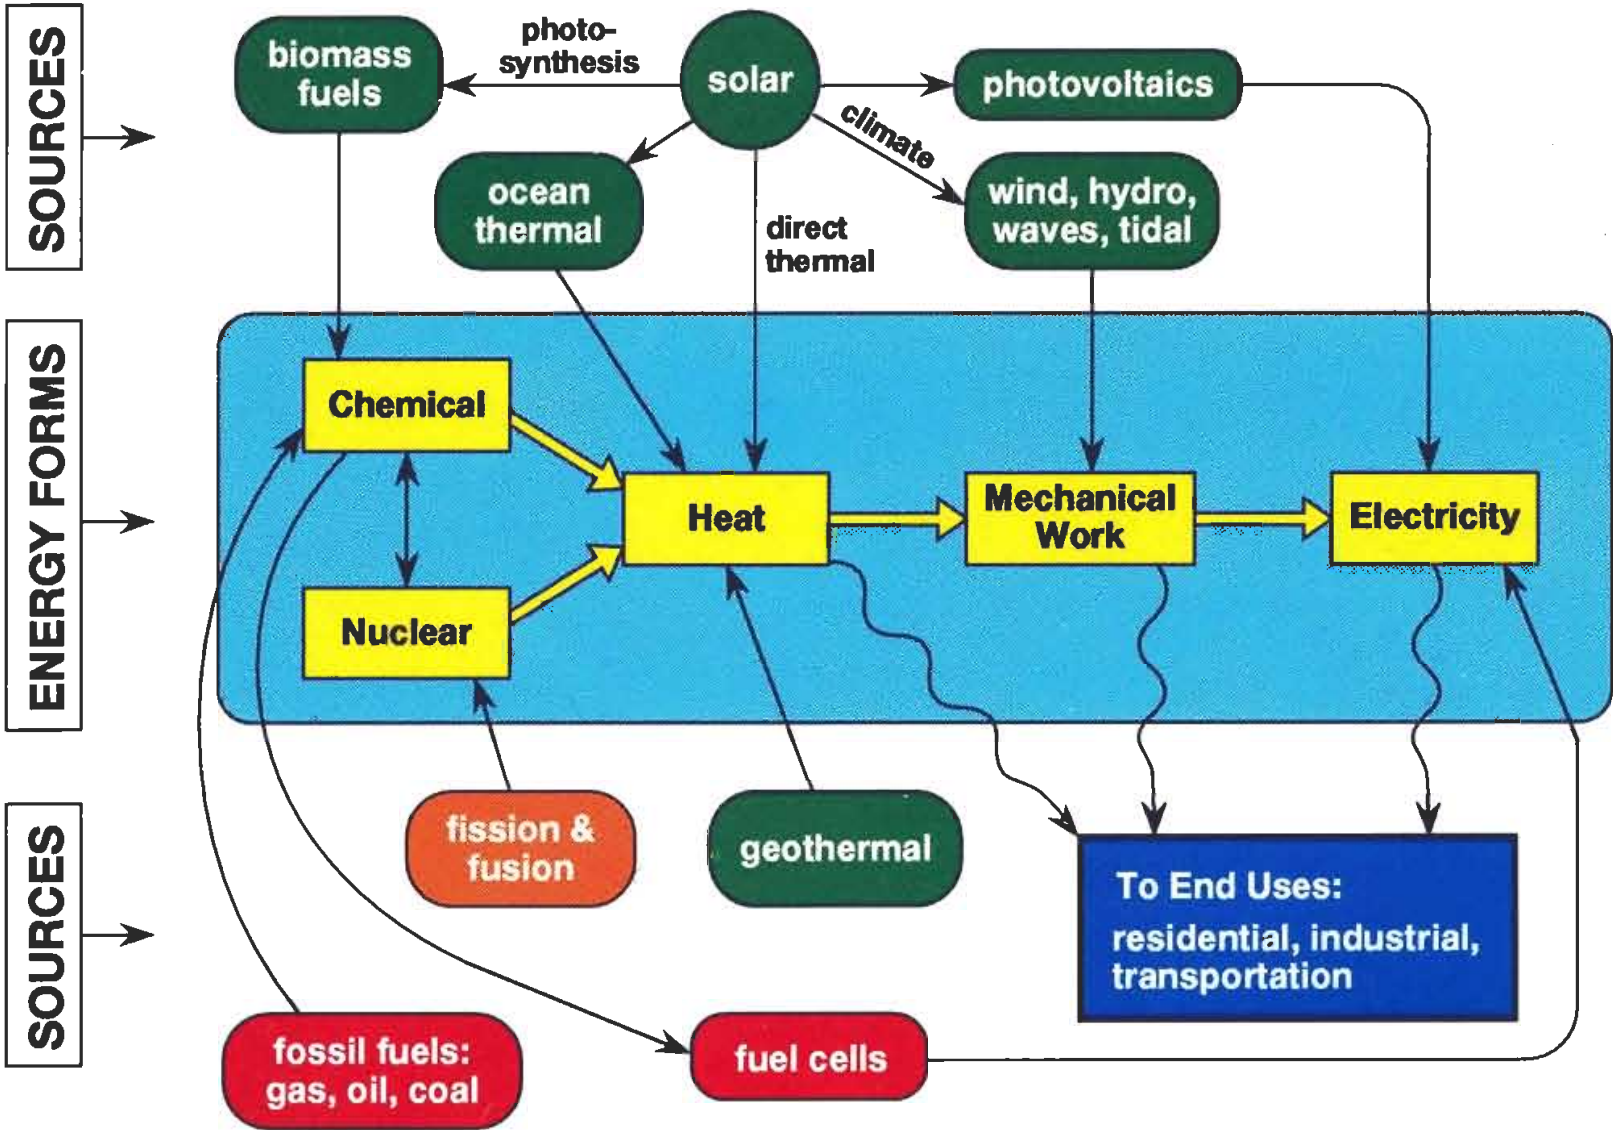 SOURCES
biomass
fuels
photo-
synthesis
solar
photovoltaics
climate
ocean
thermal
direct
thermal
wind, hydro,
waves, tidal
ENERGY FORMS
Chemical
Heat
Mechanical
Work
Electricity
Nuclear
SOURCES
fission &
fusion
geothermal
To End Uses:
residential, industrial,
transportation
fossil fuels:
gas, oil, coal
fuel cells